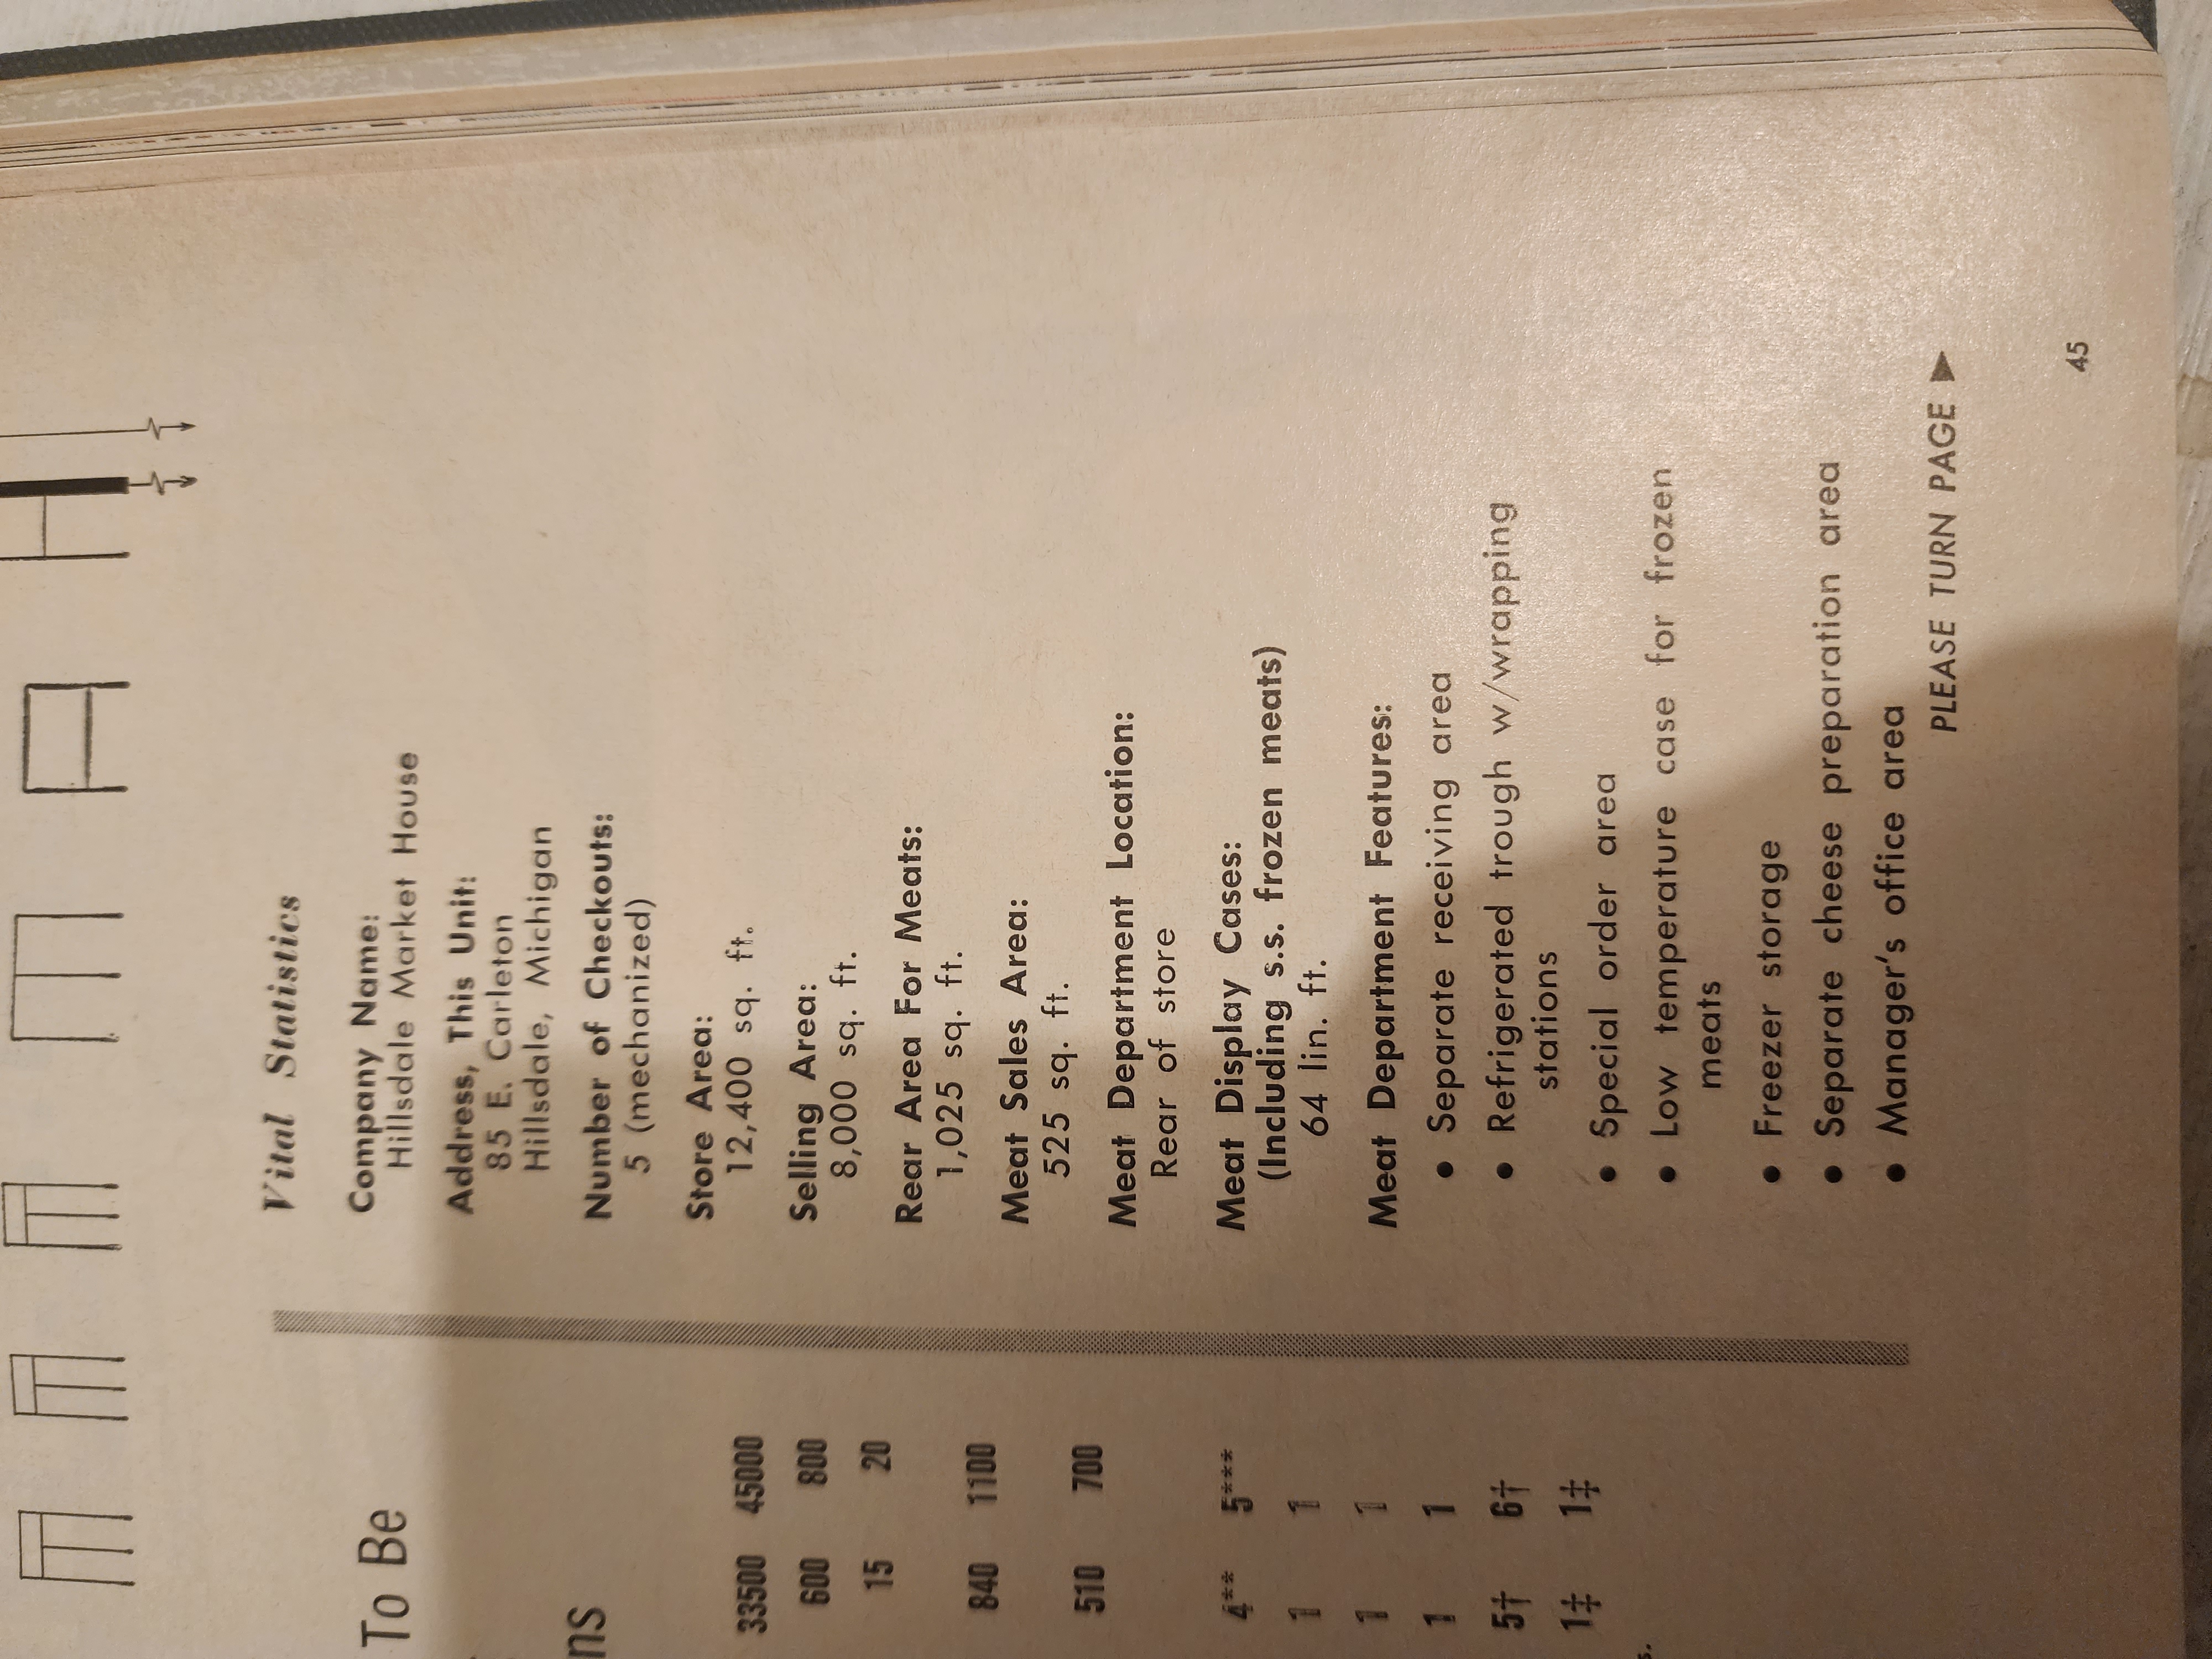 To Be
ns
33500 45000
600 800
15 20
840 1100
510 700
4** 5****
1 1
1 1
1 1
5† 6†
1‡ 1‡
s.
Vital Statistics
Company Name:
Hillsdale Market House
Address, This Unit:
85 E. Carleton
Hillsdale, Michigan
Number of Checkouts:
5 (mechanized)
Store Area:
12,400 sq. ft.
Selling Area:
8,000 sq. ft.
Rear Area For Meats:
1,025 sq. ft.
Meat Sales Area:
525 sq. ft.
Meat Department Location:
Rear of store
Meat Display Cases:
(Including s.s. frozen meats)
64 lin. ft.
Meat Department Features:
• Separate receiving area
• Refrigerated trough w/wrapping
stations
• Special order area
• Low temperature case for frozen
meats
• Freezer storage
• Separate cheese preparation area
• Manager's office area
PLEASE TURN PAGE ▶
45